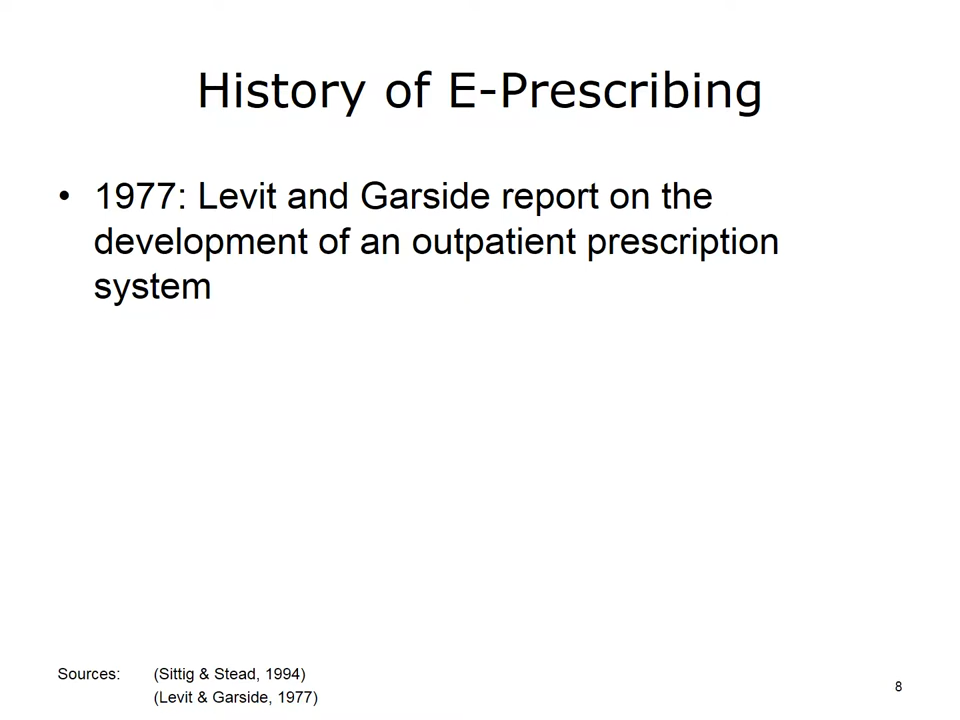 History of E-Prescribing
• 1977: Levit and Garside report on the
development of an outpatient prescription
system
Sources: (Sittig & Stead, 1994)
(Levit & Garside, 1977)
8